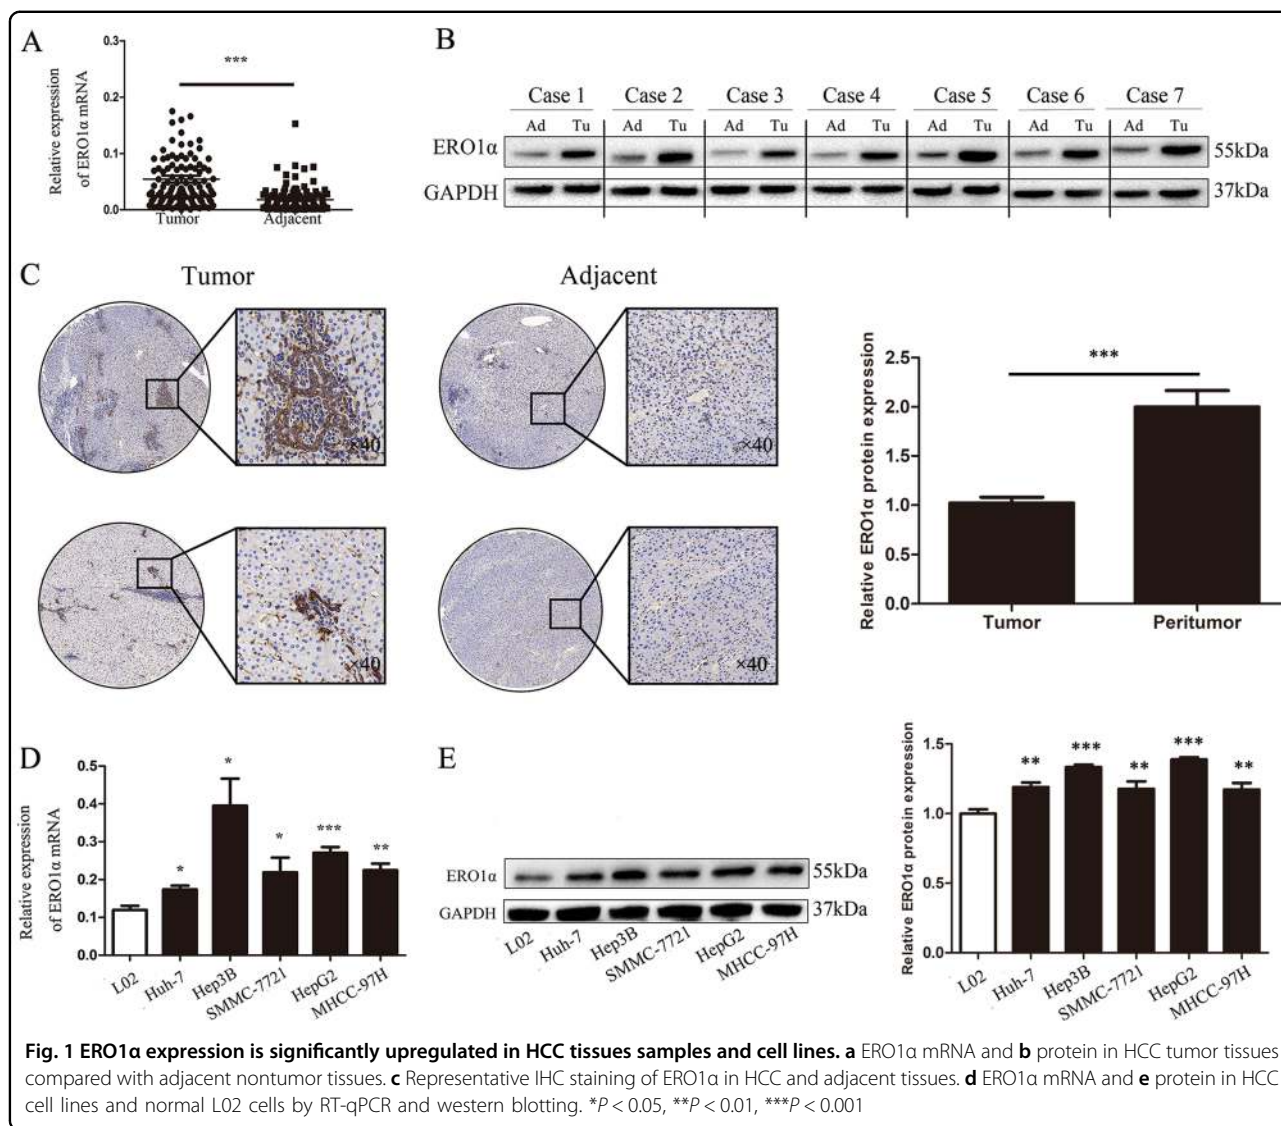 A
Relative expression
of ERO1α mRNA
0.3
0.2
0.1
0.0
***
Tumor Adjacent
B
Case 1 Case 2 Case 3 Case 4 Case 5 Case 6 Case 7
Ad Tu Ad Tu Ad Tu Ad Tu Ad Tu Ad Tu Ad Tu
ERO1α 55kDa
GAPDH 37kDa
C
Tumor Adjacent
×40
×40
×40
×40
Relative ERO1α protein expression
2.5
2.0
1.5
1.0
0.5
0.0
***
Tumor Peritumor
D
Relative expression
of ERO1α mRNA
0.5
0.4
0.3
0.2
0.1
0.0
* * * *** **
L02 Huh-7 Hep3B SMMC-7721 HepG2 MHCC-97H
E
ERO1α 55kDa
GAPDH 37kDa
L02 Huh-7 Hep3B SMMC-7721 HepG2 MHCC-97H
Relative ERO1α protein expression
1.5
1.0
0.5
0.0
** *** ** *** **
L02 Huh-7 Hep3B SMMC-7721 HepG2 MHCC-97H
Fig. 1 ERO1α expression is significantly upregulated in HCC tissues samples and cell lines. a ERO1α mRNA and b protein in HCC tumor tissues
compared with adjacent nontumor tissues. c Representative IHC staining of ERO1α in HCC and adjacent tissues. d ERO1α mRNA and e protein in HCC
cell lines and normal L02 cells by RT-qPCR and western blotting. *P < 0.05, **P < 0.01, ***P < 0.001